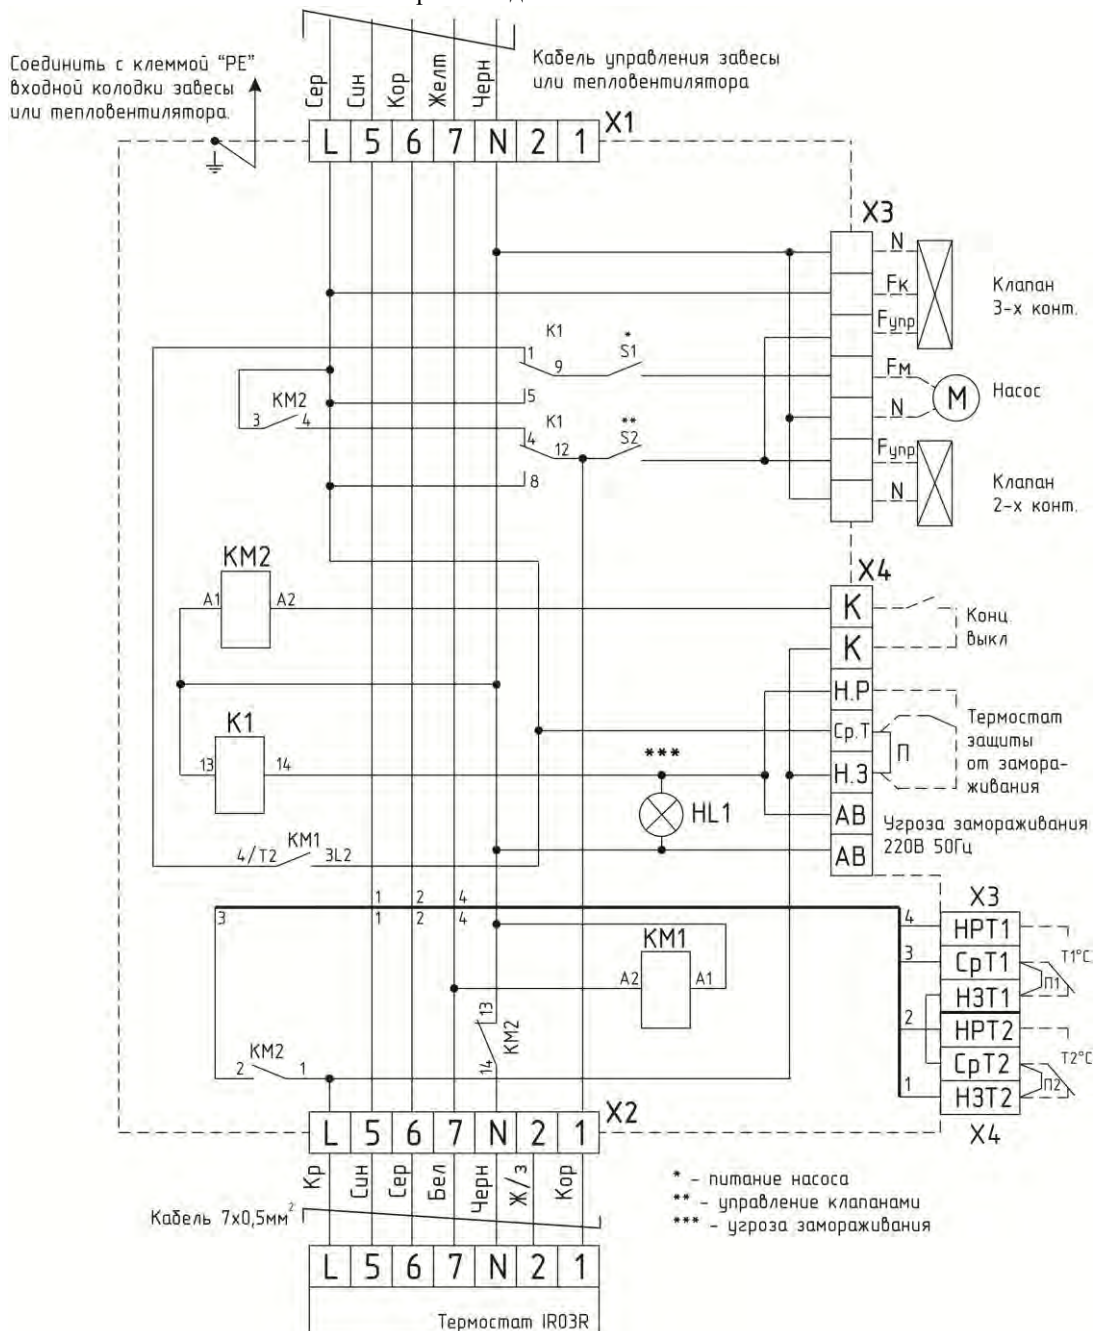 Соединить с клеммой "PE"
входной колодки завесы
или тепловентилятора.
Кабель управления завесы
или тепловентилятора
Сер
Син
Кор
Желт
Черн
L 5 6 7 N 2 1
X1
X3
N
Fк
Fупр
Клапан
3-х конт.
Fм
N
M
Насос
Fупр
N
Клапан
2-х конт.
K1
1
9
*
S1
5
KM2
3 4
K1
4
12
**
S2
8
KM2
A1 A2
X4
K
K
Конц.
выкл
Н.Р
Ср.Т
Н.З
П
Термостат
защиты
от замора-
живания
АВ
АВ
Угроза замораживания
220В 50Гц
K1
13 14
***
HL1
KM1
4/T2 3L2
1 2 4
3 1 2 4
KM1
A2 A1
13
KM2
14
KM2
2 1
X3
4 НРТ1
3 СрТ1
НЗТ1
2 НРТ2
СрТ2
1 НЗТ2
X4
T1°C
П1
T2°C
П2
L 5 6 7 N 2 1
X2
Кр
Син
Сер
Бел
Черн
Ж/з
Кор
Кабель 7х0,5мм²
* - питание насоса
** - управление клапанами
*** - угроза замораживания
L 5 6 7 N 2 1
Термостат IR03R